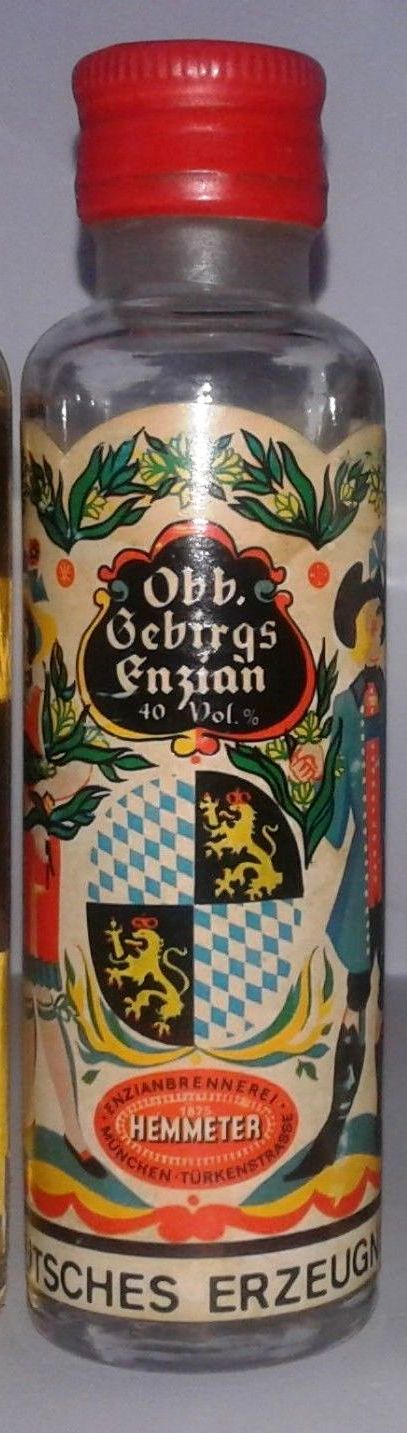 Obb.
Gebirgs
Enzian
40 Vol.%
ENZIANBRENNEREI
1875
HEMMETER
MÜNCHEN·TÜRKENSTRASSE
TSCHES ERZEUGN